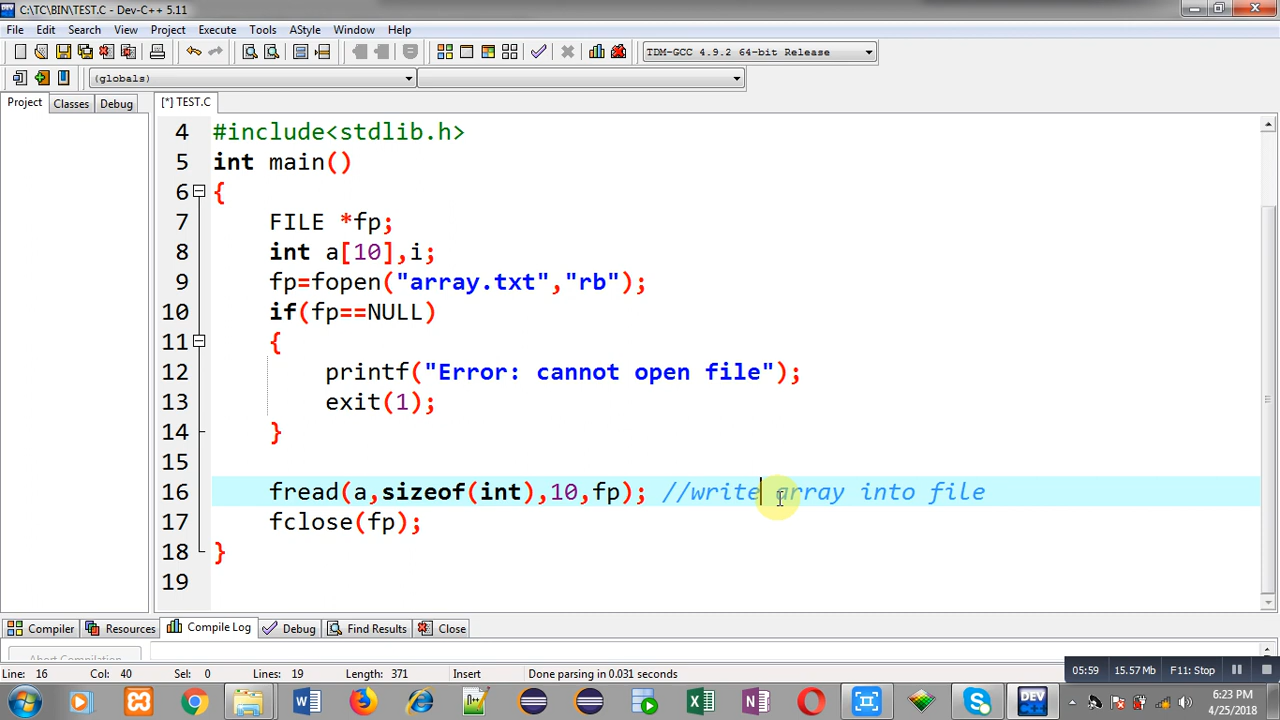 C:\TC\BIN\TEST.C - Dev-C++ 5.11
File Edit Search View Project Execute Tools AStyle Window Help
TDM-GCC 4.9.2 64-bit Release
(globals)
Project Classes Debug [*] TEST.C
4 #include<stdlib.h>
5 int main()
6 {
7 FILE *fp;
8 int a[10],i;
9 fp=fopen("array.txt","rb");
10 if(fp==NULL)
11 {
12 printf("Error: cannot open file");
13 exit(1);
14 }
15
16 fread(a,sizeof(int),10,fp); //write array into file
17 fclose(fp);
18 }
19
Compiler Resources Compile Log Debug Find Results Close
Abort Compilation
Line: 16 Col: 40 Sel: 0 Lines: 19 Length: 371 Insert Done parsing in 0.031 seconds
05:59 15.57 Mb F11: Stop
DEV
6:23 PM
4/25/2018